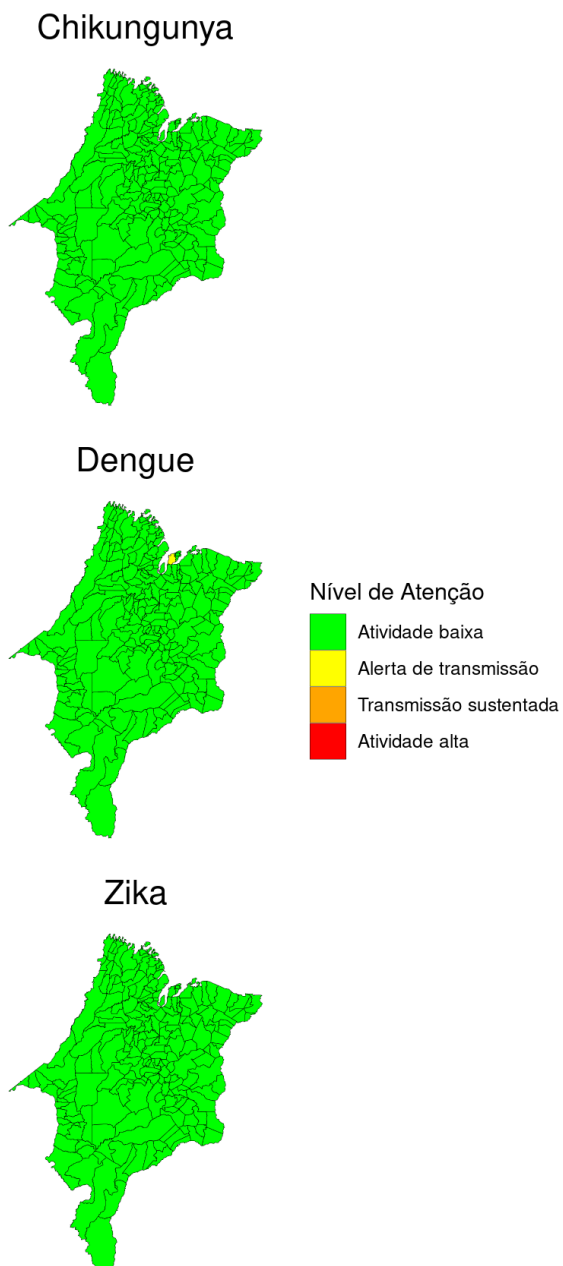 Chikungunya
Dengue
Nível de Atenção
Atividade baixa
Alerta de transmissão
Transmissão sustentada
Atividade alta
Zika